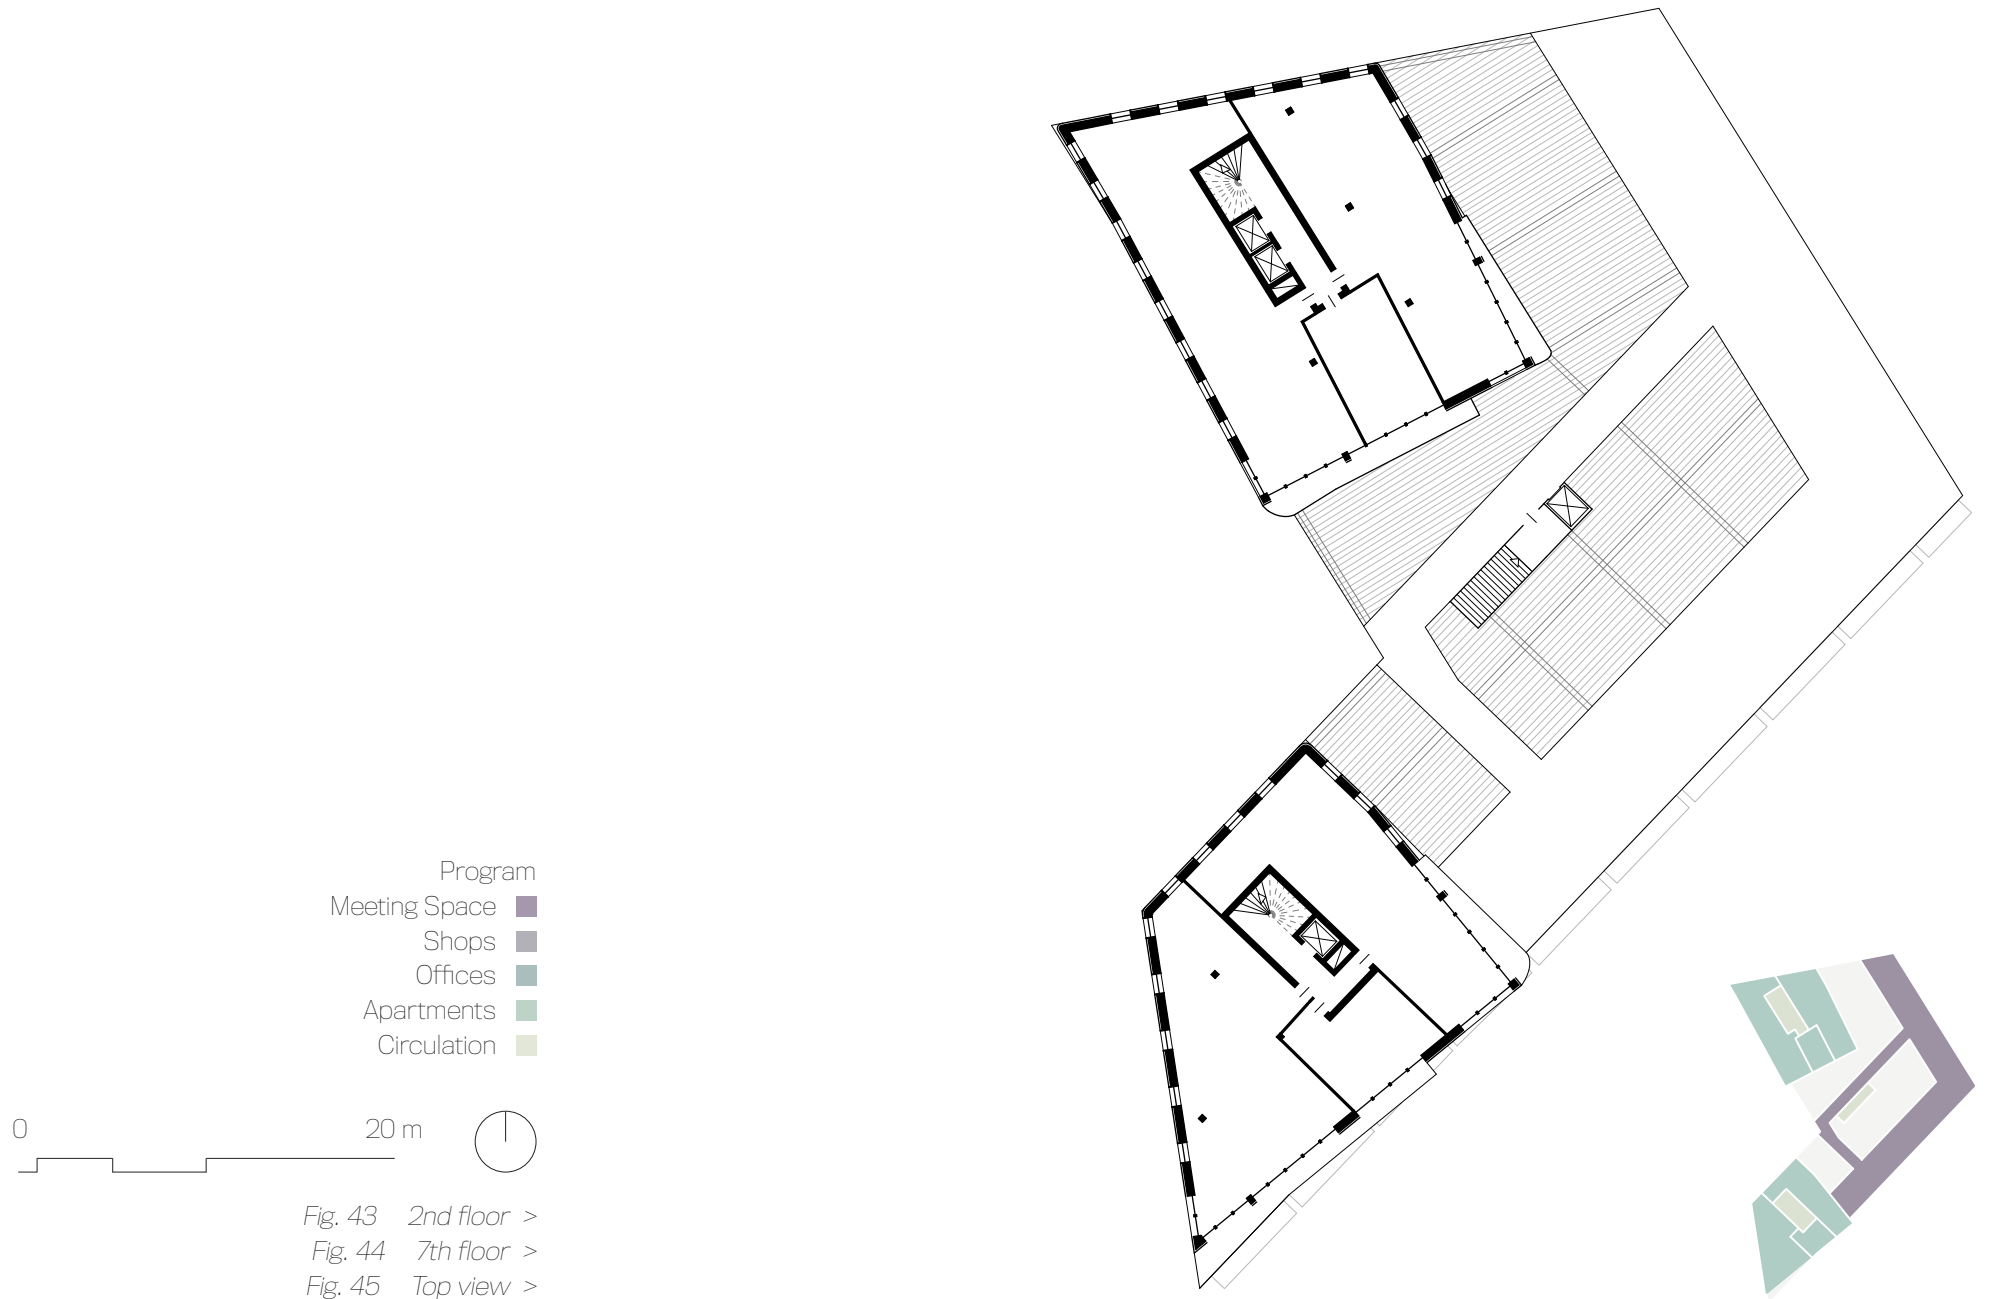 Program
Meeting Space
Shops
Offices
Apartments
Circulation
0 20 m
Fig. 43 2nd floor >
Fig. 44 7th floor >
Fig. 45 Top view >